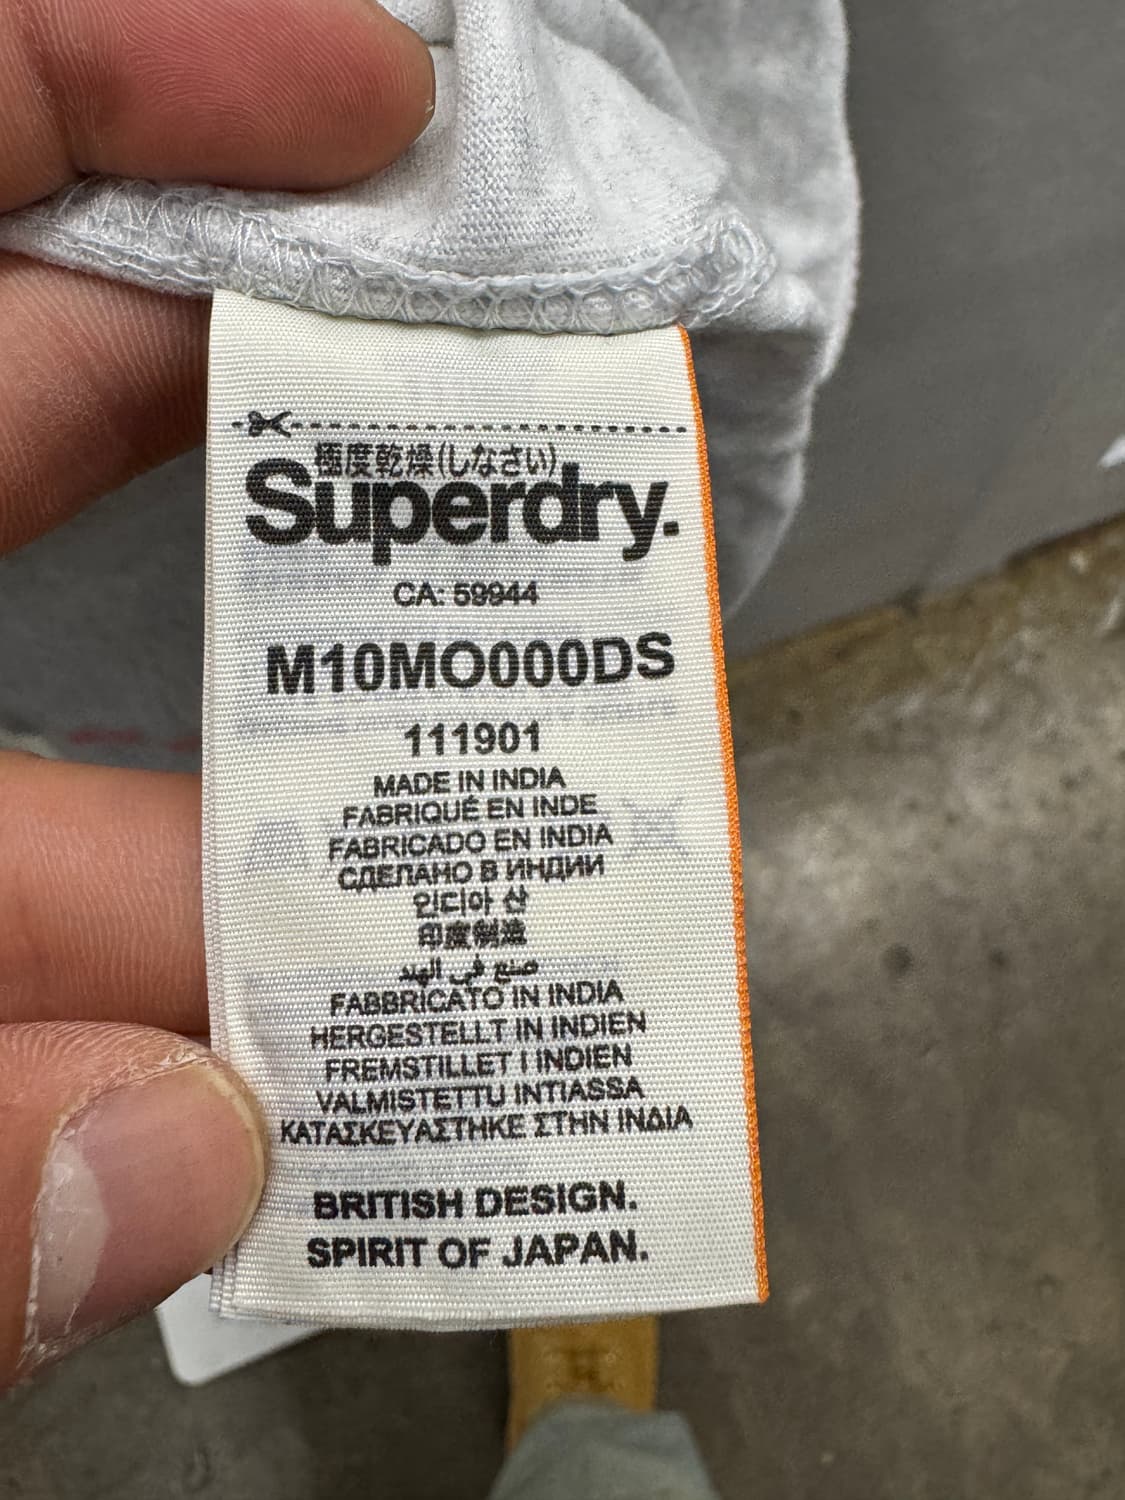 極度乾燥(しなさい)
Superdry.
CA: 59944
M10MO000DS
111901
MADE IN INDIA
FABRIQUÉ EN INDE
FABRICADO EN INDIA
СДЕЛАНО В ИНДИИ
인디아 산
印度制造
صنع في الهند
FABBRICATO IN INDIA
HERGESTELLT IN INDIEN
FREMSTILLET I INDIEN
VALMISTETTU INTIASSA
ΚΑΤΑΣΚΕΥΑΣΤΗΚΕ ΣΤΗΝ ΙΝΔΙΑ
BRITISH DESIGN.
SPIRIT OF JAPAN.